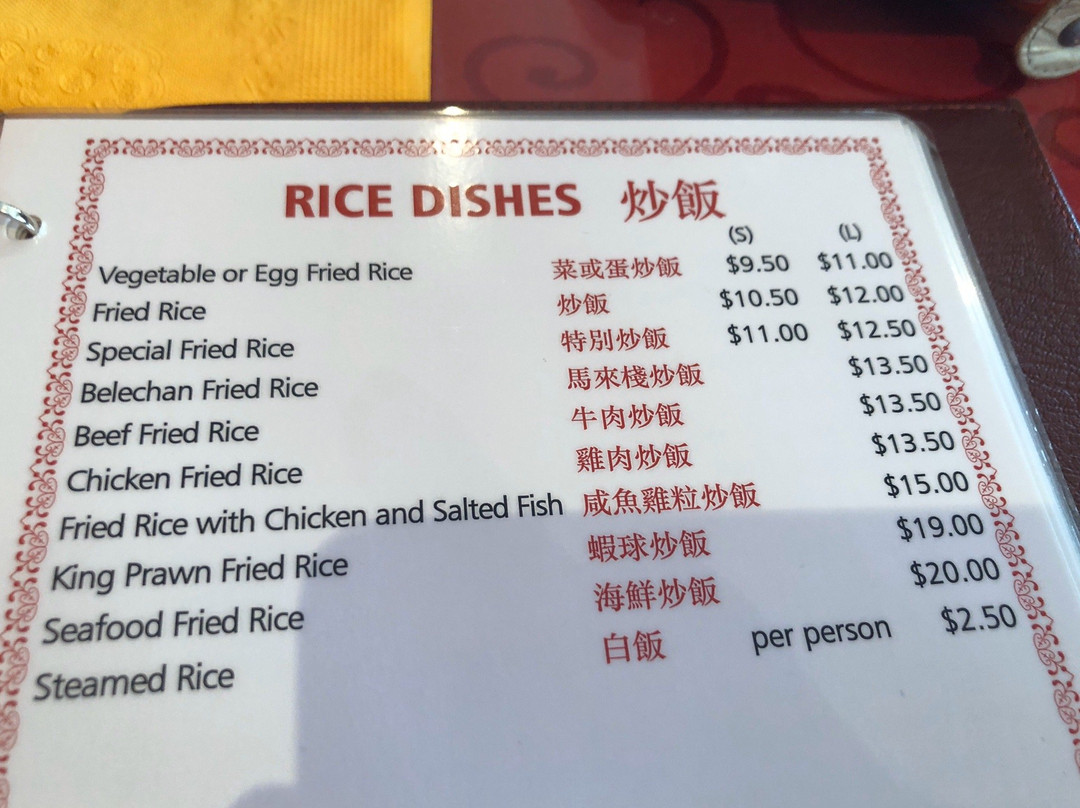 RICE DISHES 炒飯
(S) (L)
Vegetable or Egg Fried Rice 菜或蛋炒飯 $9.50 $11.00
Fried Rice 炒飯 $10.50 $12.00
Special Fried Rice 特別炒飯 $11.00 $12.50
Belechan Fried Rice 馬來棧炒飯 $13.50
Beef Fried Rice 牛肉炒飯 $13.50
Chicken Fried Rice 雞肉炒飯 $13.50
Fried Rice with Chicken and Salted Fish 咸魚雞粒炒飯 $15.00
King Prawn Fried Rice 蝦球炒飯 $19.00
Seafood Fried Rice 海鮮炒飯 $20.00
Steamed Rice 白飯 per person $2.50